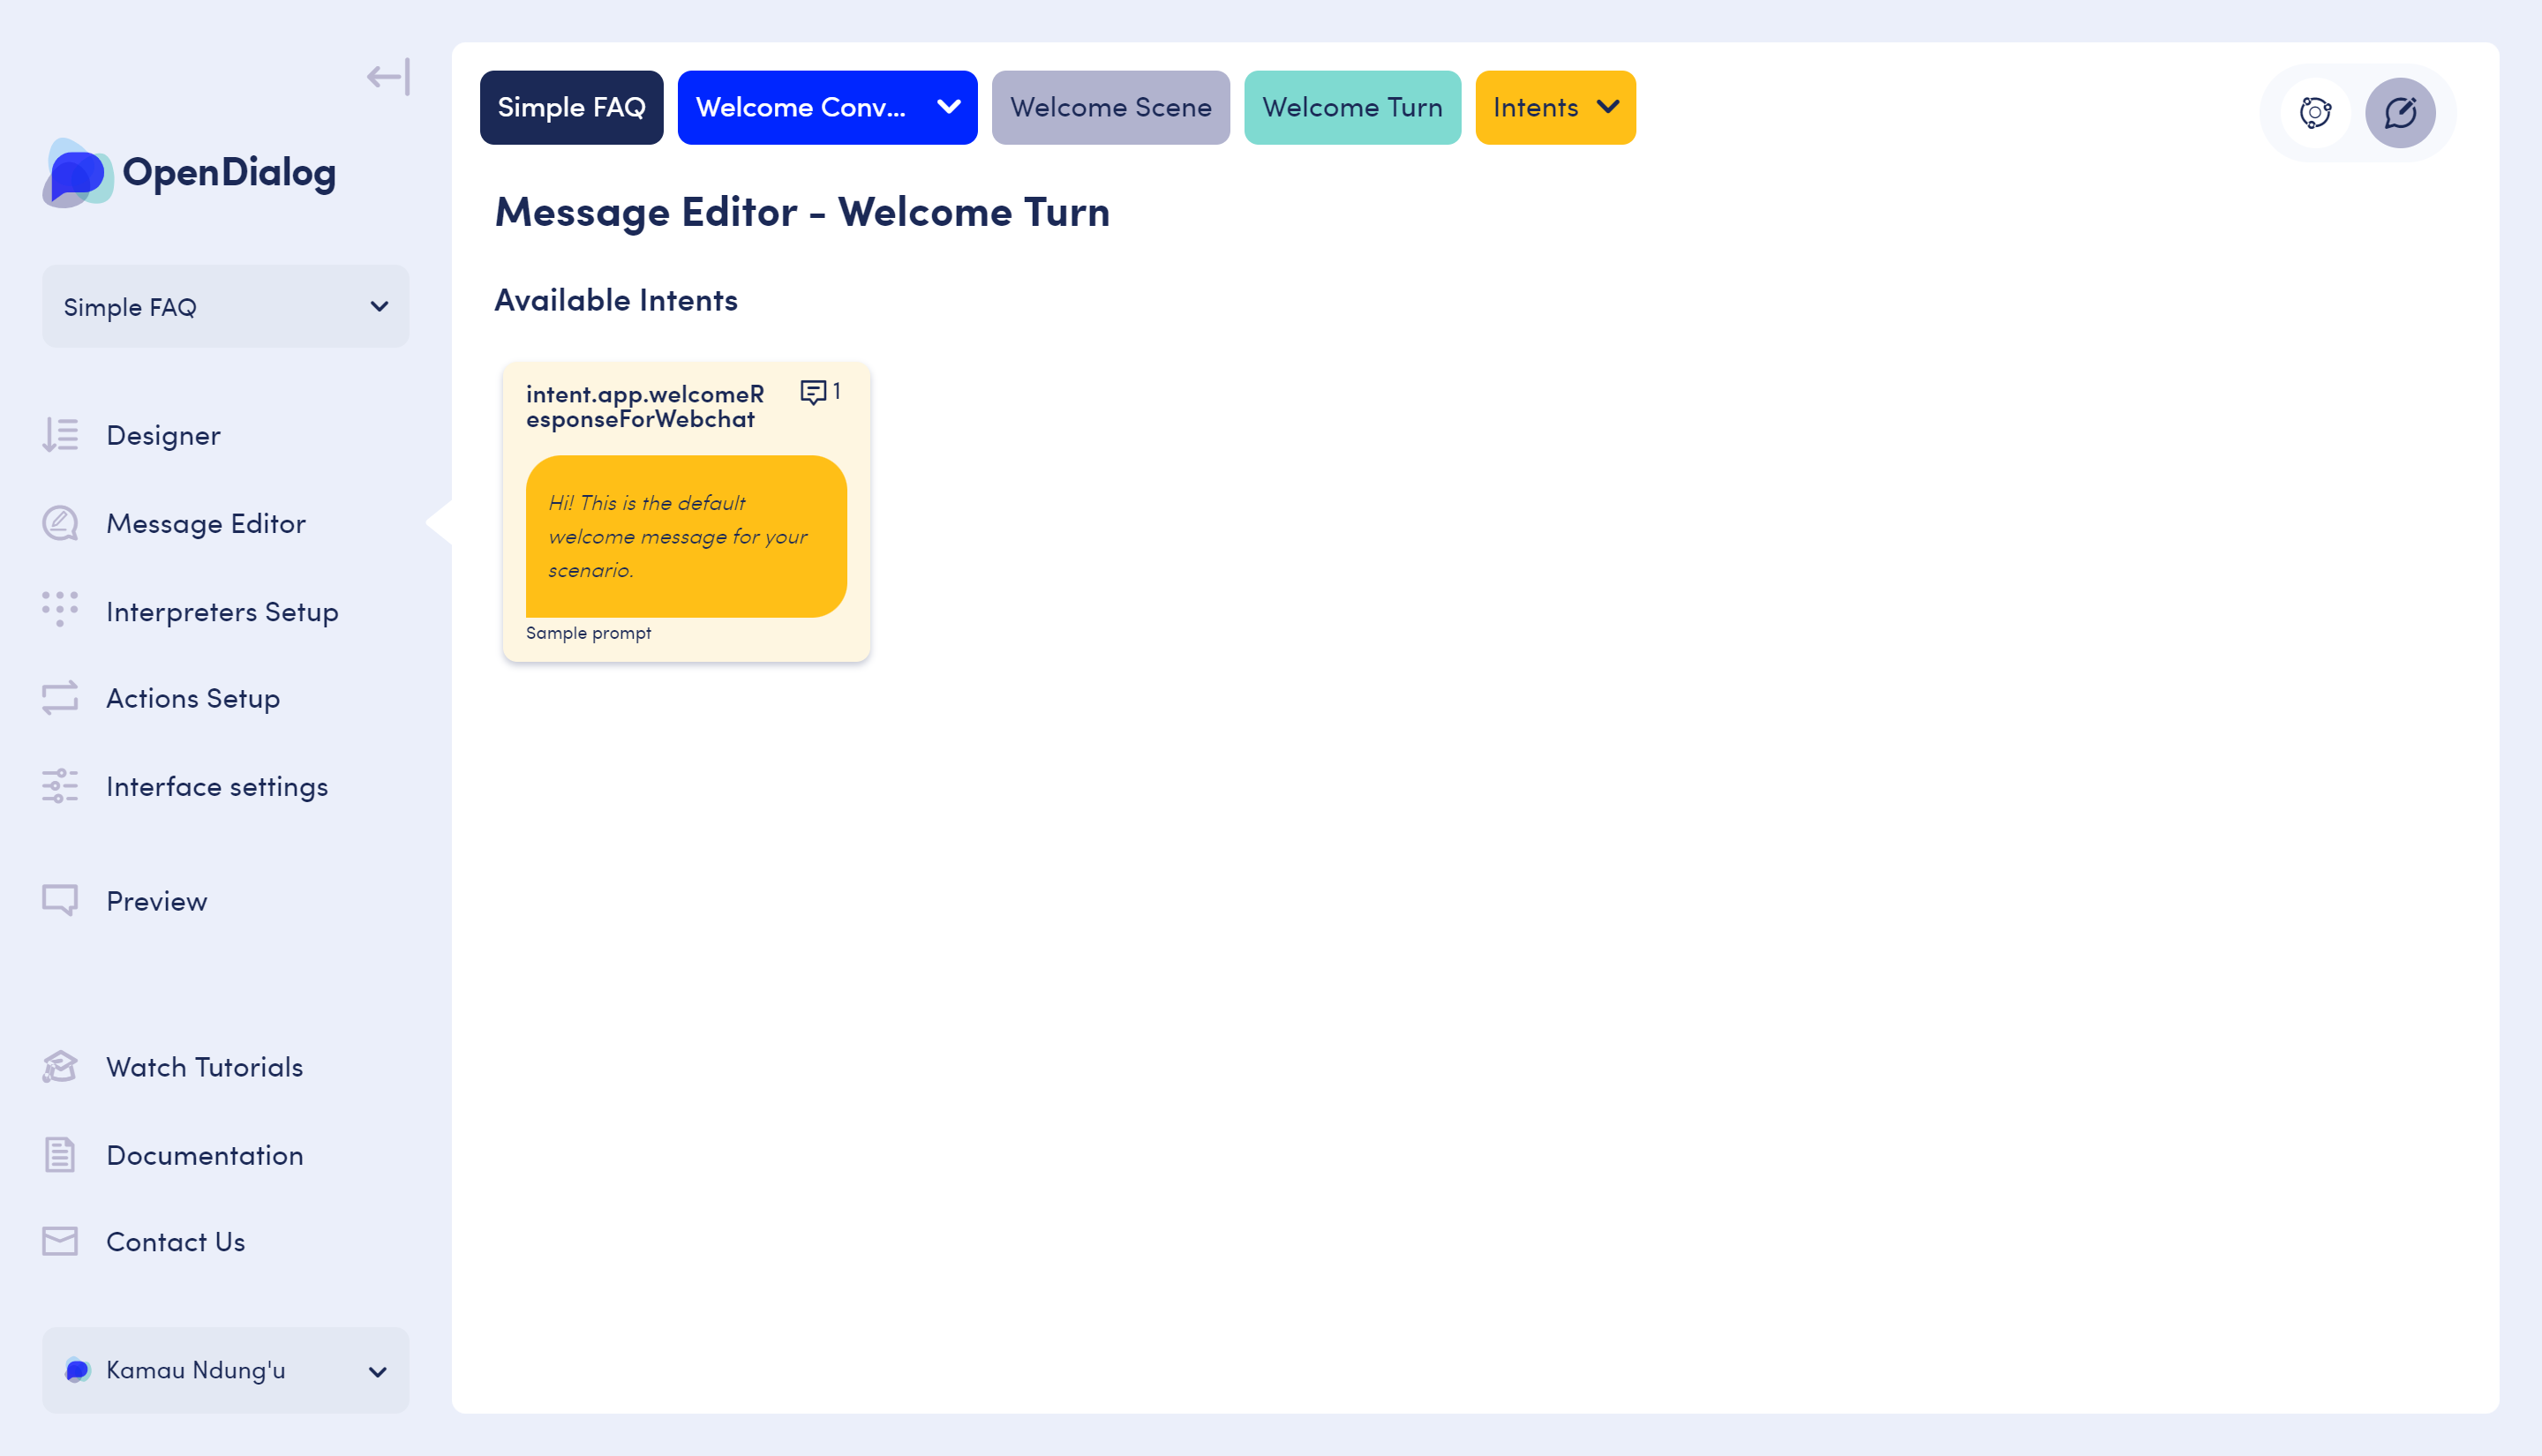 OpenDialog
Simple FAQ
Designer
Message Editor
Interpreters Setup
Actions Setup
Interface settings
Preview
Watch Tutorials
Documentation
Contact Us
Kamau Ndung'u
Simple FAQ
Welcome Conv...
Welcome Scene
Welcome Turn
Intents
Message Editor - Welcome Turn
Available Intents
intent.app.welcomeR
esponseForWebchat
1
Hi! This is the default
welcome message for your
scenario.
Sample prompt